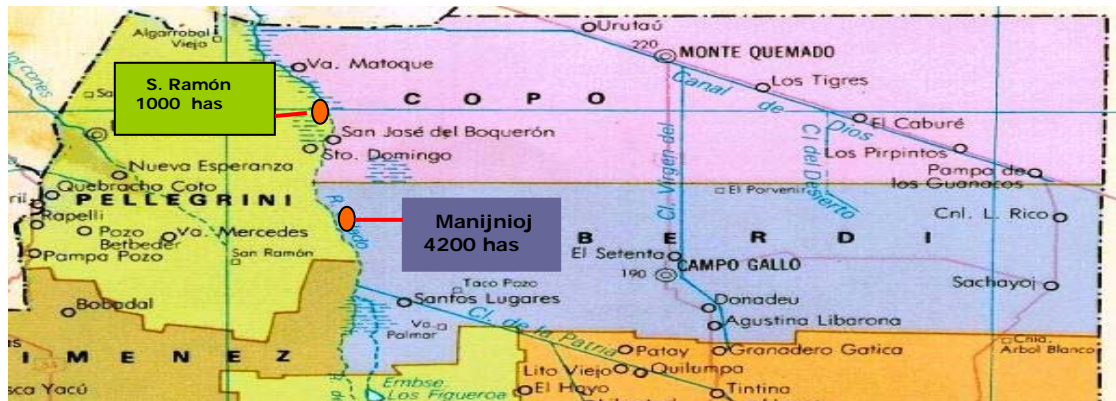 Urutaú
Algarrobal
Viejo
220
MONTE QUEMADO
Va. Matoque
Los Tigres
S. Ramón
1000 has
C O P O
Canal de Dios
El Caburé
San José del Boquerón
Sto. Domingo
Los Pirpintos
Nueva Esperanza
Cl. Virgen del
Cl del Desierto
Pampa de
los Guanacos
Quebracho Coto
El Porvenir
PELLEGRINI
Rapelli
Manijnioj
4200 has
Cnl. L. Rico
Pozo
Betbeder
Va. Mercedes
B E R D I
San Ramón
El Setenta
Pampa Pozo
190
CAMPO GALLO
Taco Pozo
Sachayoj
Bobadal
Santos Lugares
Donadeu
Va.
Palmar
Cl. de la Patria
Agustina Libarona
I M E N E Z
Patay
Granadero Gatica
Chia.
Arbol Blanco
Lito Viejo
Quilumpa
sca Yacú
Embse.
Los Figueroa
El Hoyo
Tintina